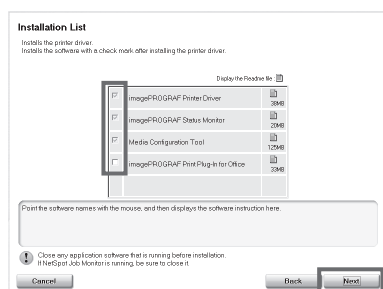 Installation List
Installs the printer driver.
Installs the software with a check mark after installing the printer driver.
Display the Readme file :
imagePROGRAF Printer Driver
38MB
imagePROGRAF Status Monitor
20MB
Media Configuration Tool
125MB
imagePROGRAF Print Plug-In for Office
33MB
Point the software names with the mouse, and then displays the software instruction here.
Close any application software that is running before installation.
If NetSpot Job Monitor is running, be sure to close it.
Cancel
Back
Next